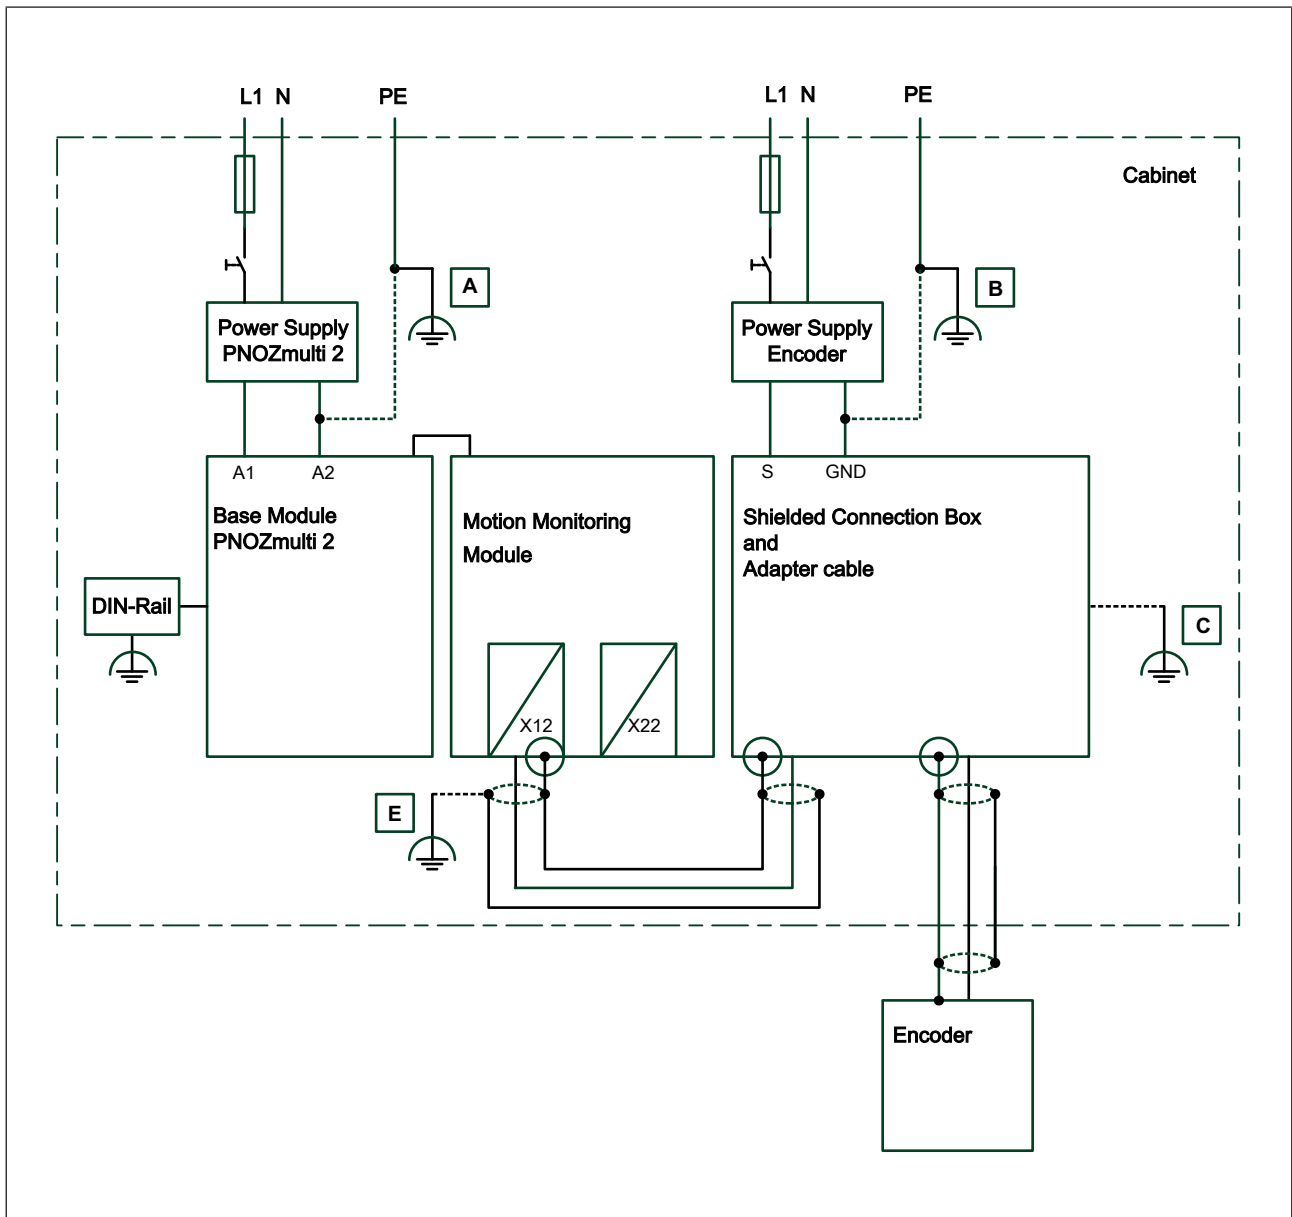 L1 N PE
L1 N PE
Cabinet
A
B
Power Supply
PNOZmulti 2
Power Supply
Encoder
A1 A2
S GND
Base Module
PNOZmulti 2
Motion Monitoring
Module
Shielded Connection Box
and
Adapter cable
DIN-Rail
C
X12
X22
E
Encoder